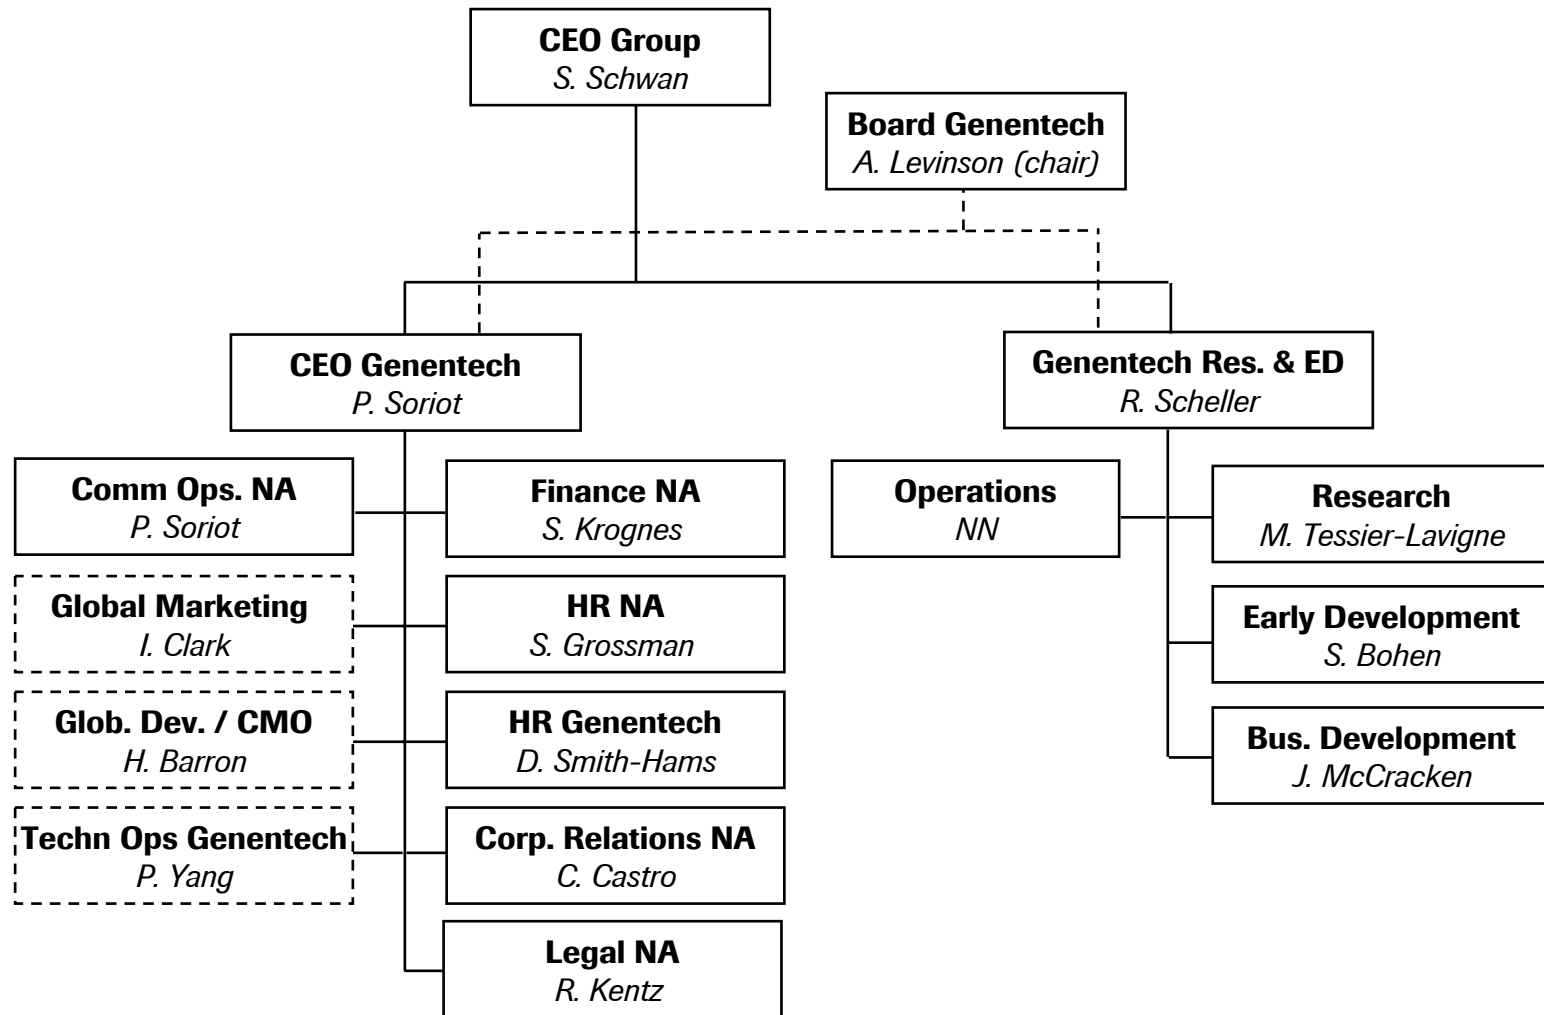 CEO Group
S. Schwan
Board Genentech
A. Levinson (chair)
CEO Genentech
P. Soriot
Genentech Res. & ED
R. Scheller
Comm Ops. NA
P. Soriot
Finance NA
S. Krognes
Operations
NN
Research
M. Tessier-Lavigne
Global Marketing
I. Clark
HR NA
S. Grossman
Early Development
S. Bohen
Glob. Dev. / CMO
H. Barron
HR Genentech
D. Smith-Hams
Bus. Development
J. McCracken
Techn Ops Genentech
P. Yang
Corp. Relations NA
C. Castro
Legal NA
R. Kentz